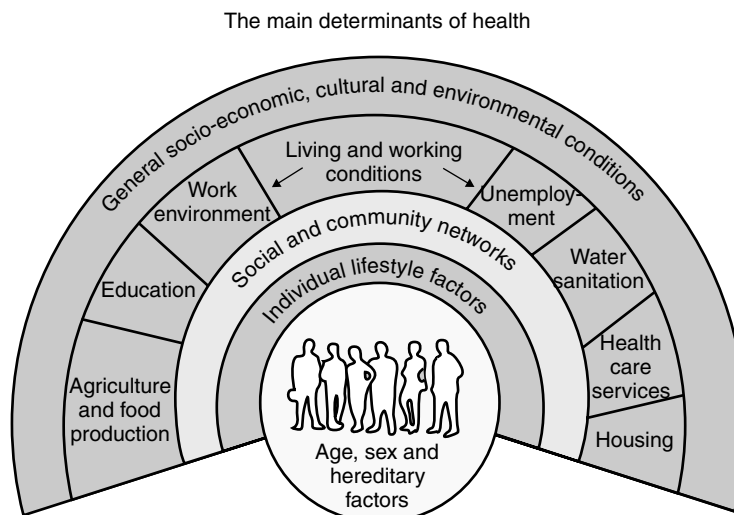 The main determinants of health
General socio-economic, cultural and environmental conditions
Living and working
conditions
Work
environment
Unemploy-
ment
Education
Water
sanitation
Agriculture
and food
production
Health
care
services
Housing
Social and community networks
Individual lifestyle factors
Age, sex and
hereditary
factors